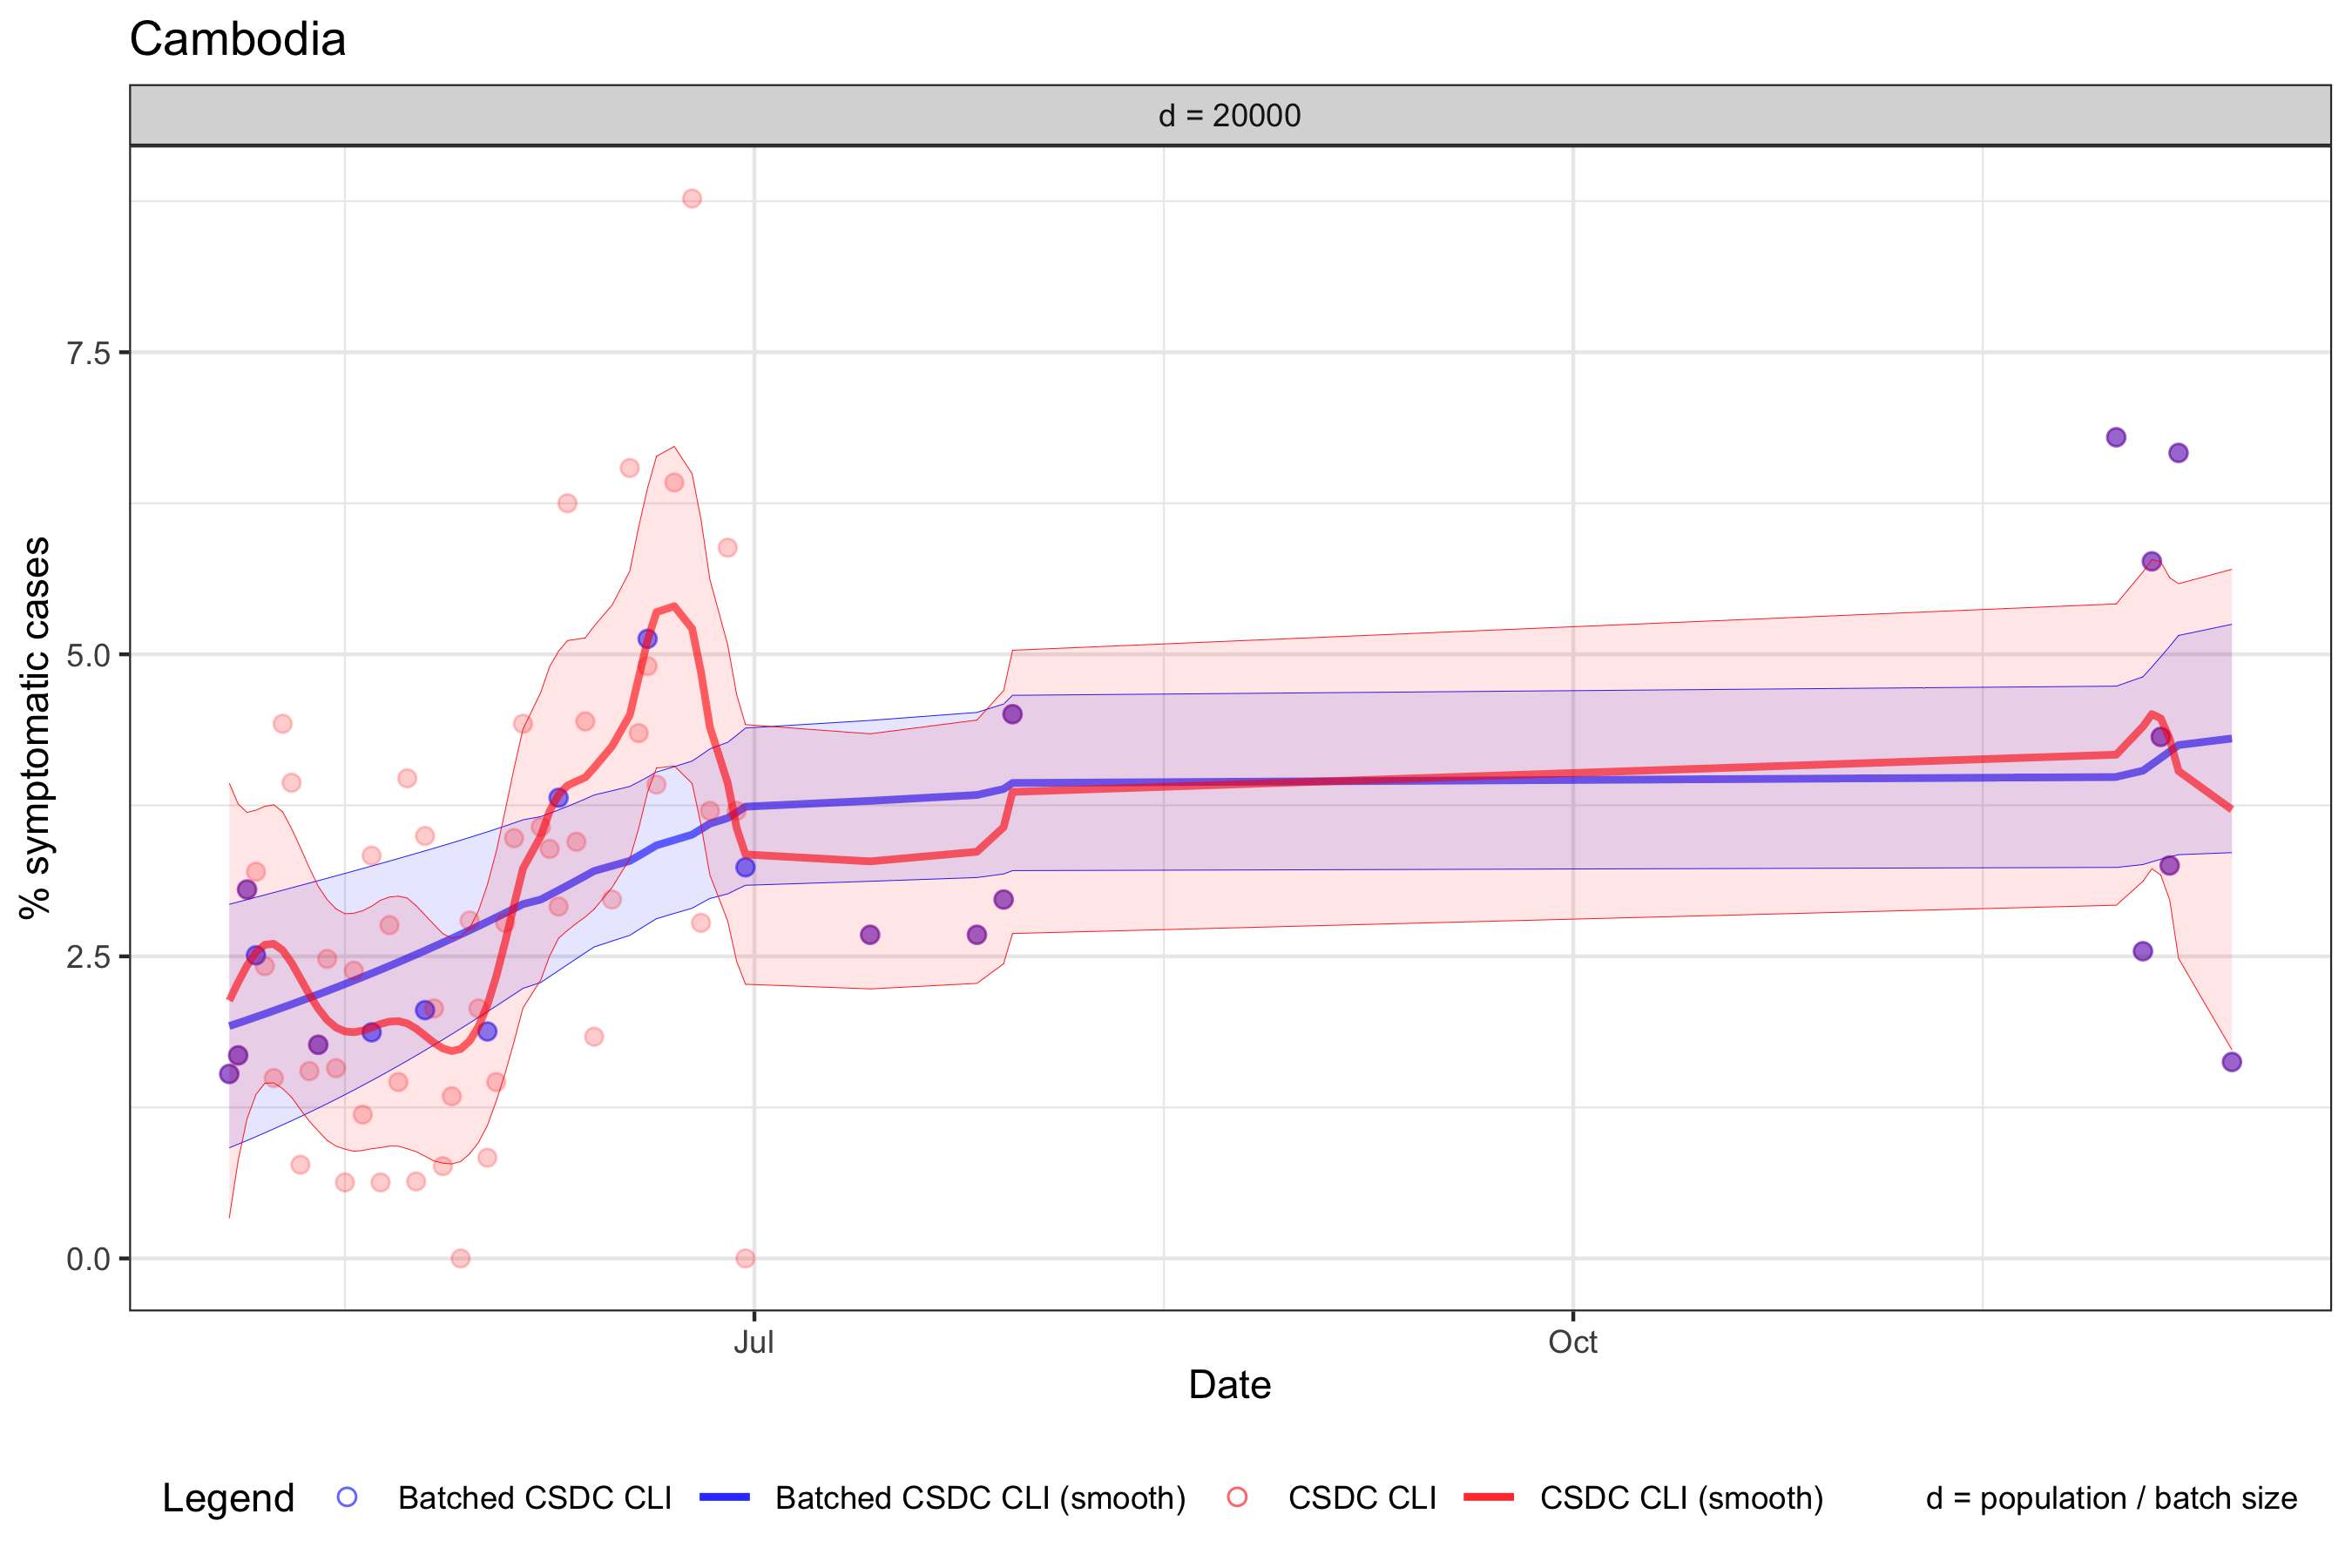 Cambodia
d = 20000
% symptomatic cases
7.5
5.0
2.5
0.0
Jul Oct
Date
Legend Batched CSDC CLI Batched CSDC CLI (smooth) CSDC CLI CSDC CLI (smooth) d = population / batch size